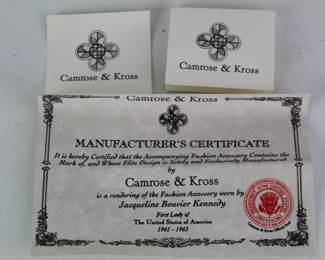 Camrose & Kross
Camrose & Kross
Camrose & Kross
MANUFACTURER'S CERTIFICATE
It is hereby Certified that the Accompanying Fashion Accessory Contains the
Mark of, and Whose Elite Design is Solely and Exclusively Manufactured
by
Camrose & Kross
is a rendering of the Fashion Accessory worn by
Jacqueline Bouvier Kennedy
First Lady of
The United States of America
1961 - 1963